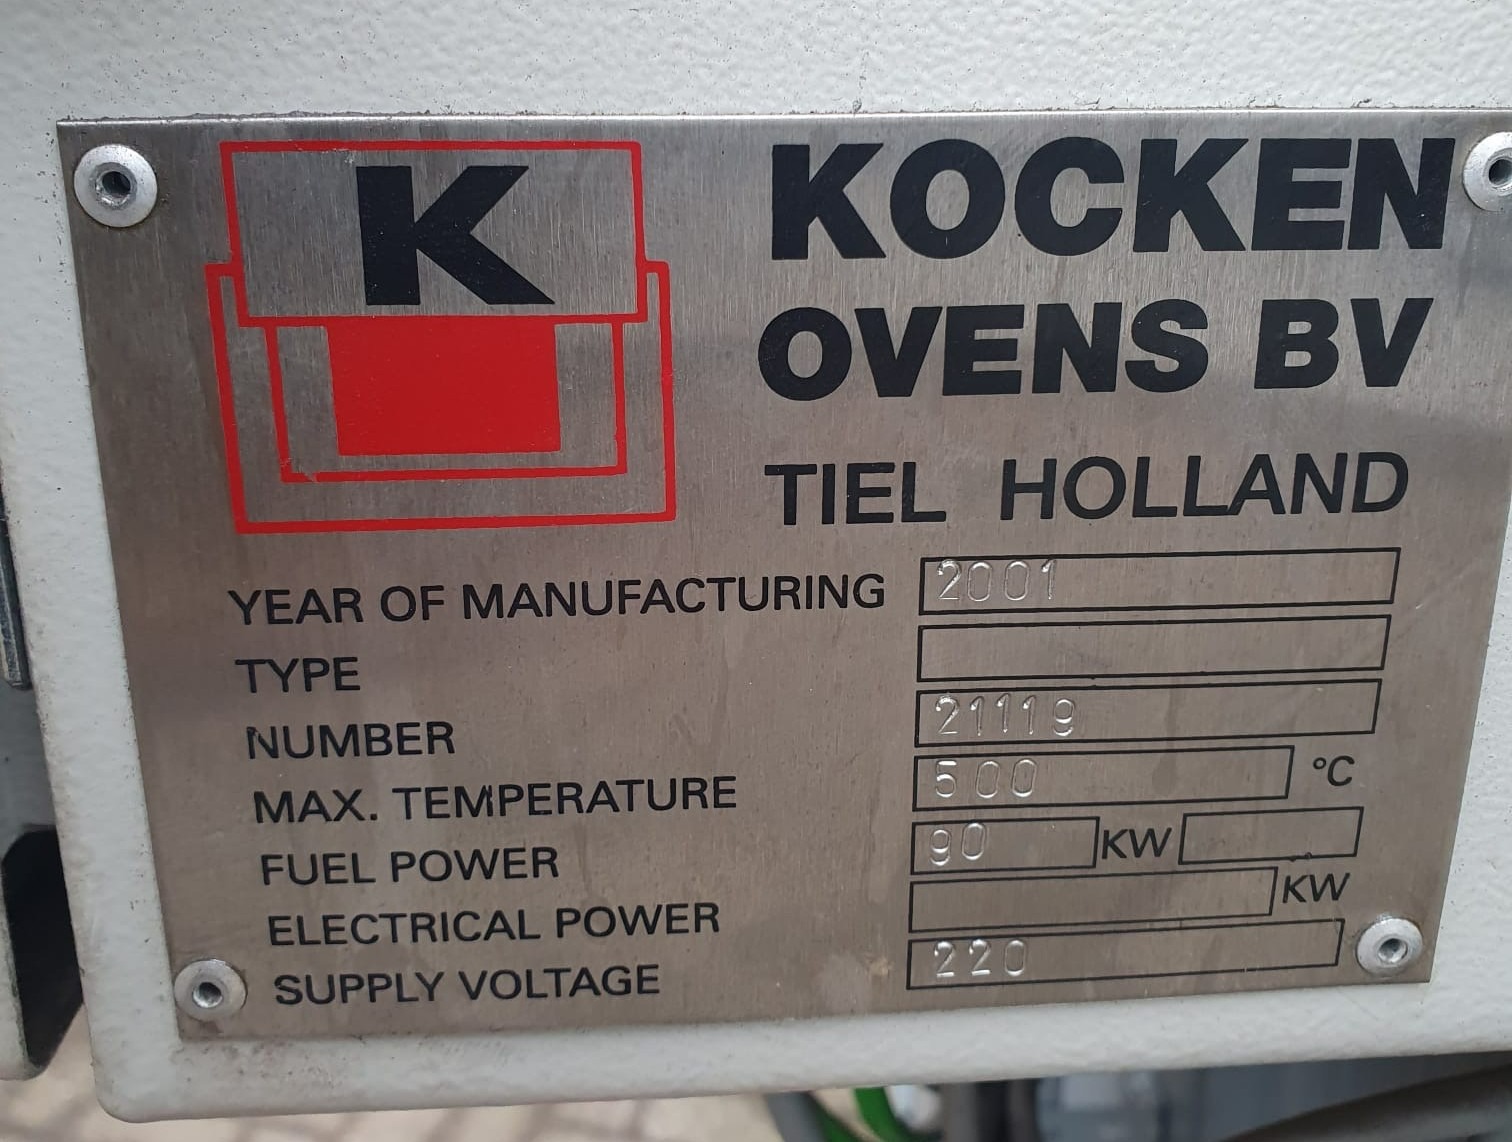 K
KOCKEN
OVENS BV
TIEL HOLLAND
YEAR OF MANUFACTURING 2001
TYPE
NUMBER 21119
MAX. TEMPERATURE 500 °C
FUEL POWER 90 KW
ELECTRICAL POWER KW
SUPPLY VOLTAGE 220